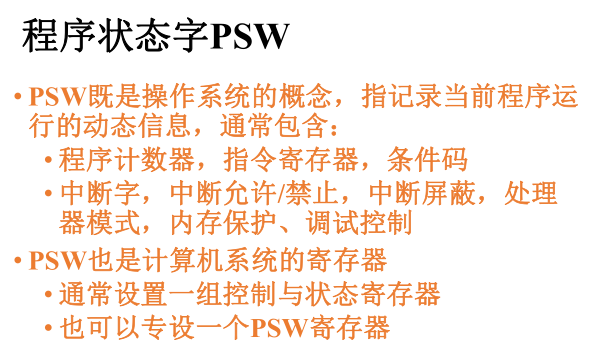 程序状态字PSW
• PSW既是操作系统的概念，指记录当前程序运
行的动态信息，通常包含：
• 程序计数器，指令寄存器，条件码
• 中断字，中断允许/禁止，中断屏蔽，处理
器模式，内存保护、调试控制
• PSW也是计算机系统的寄存器
• 通常设置一组控制与状态寄存器
• 也可以专设一个PSW寄存器